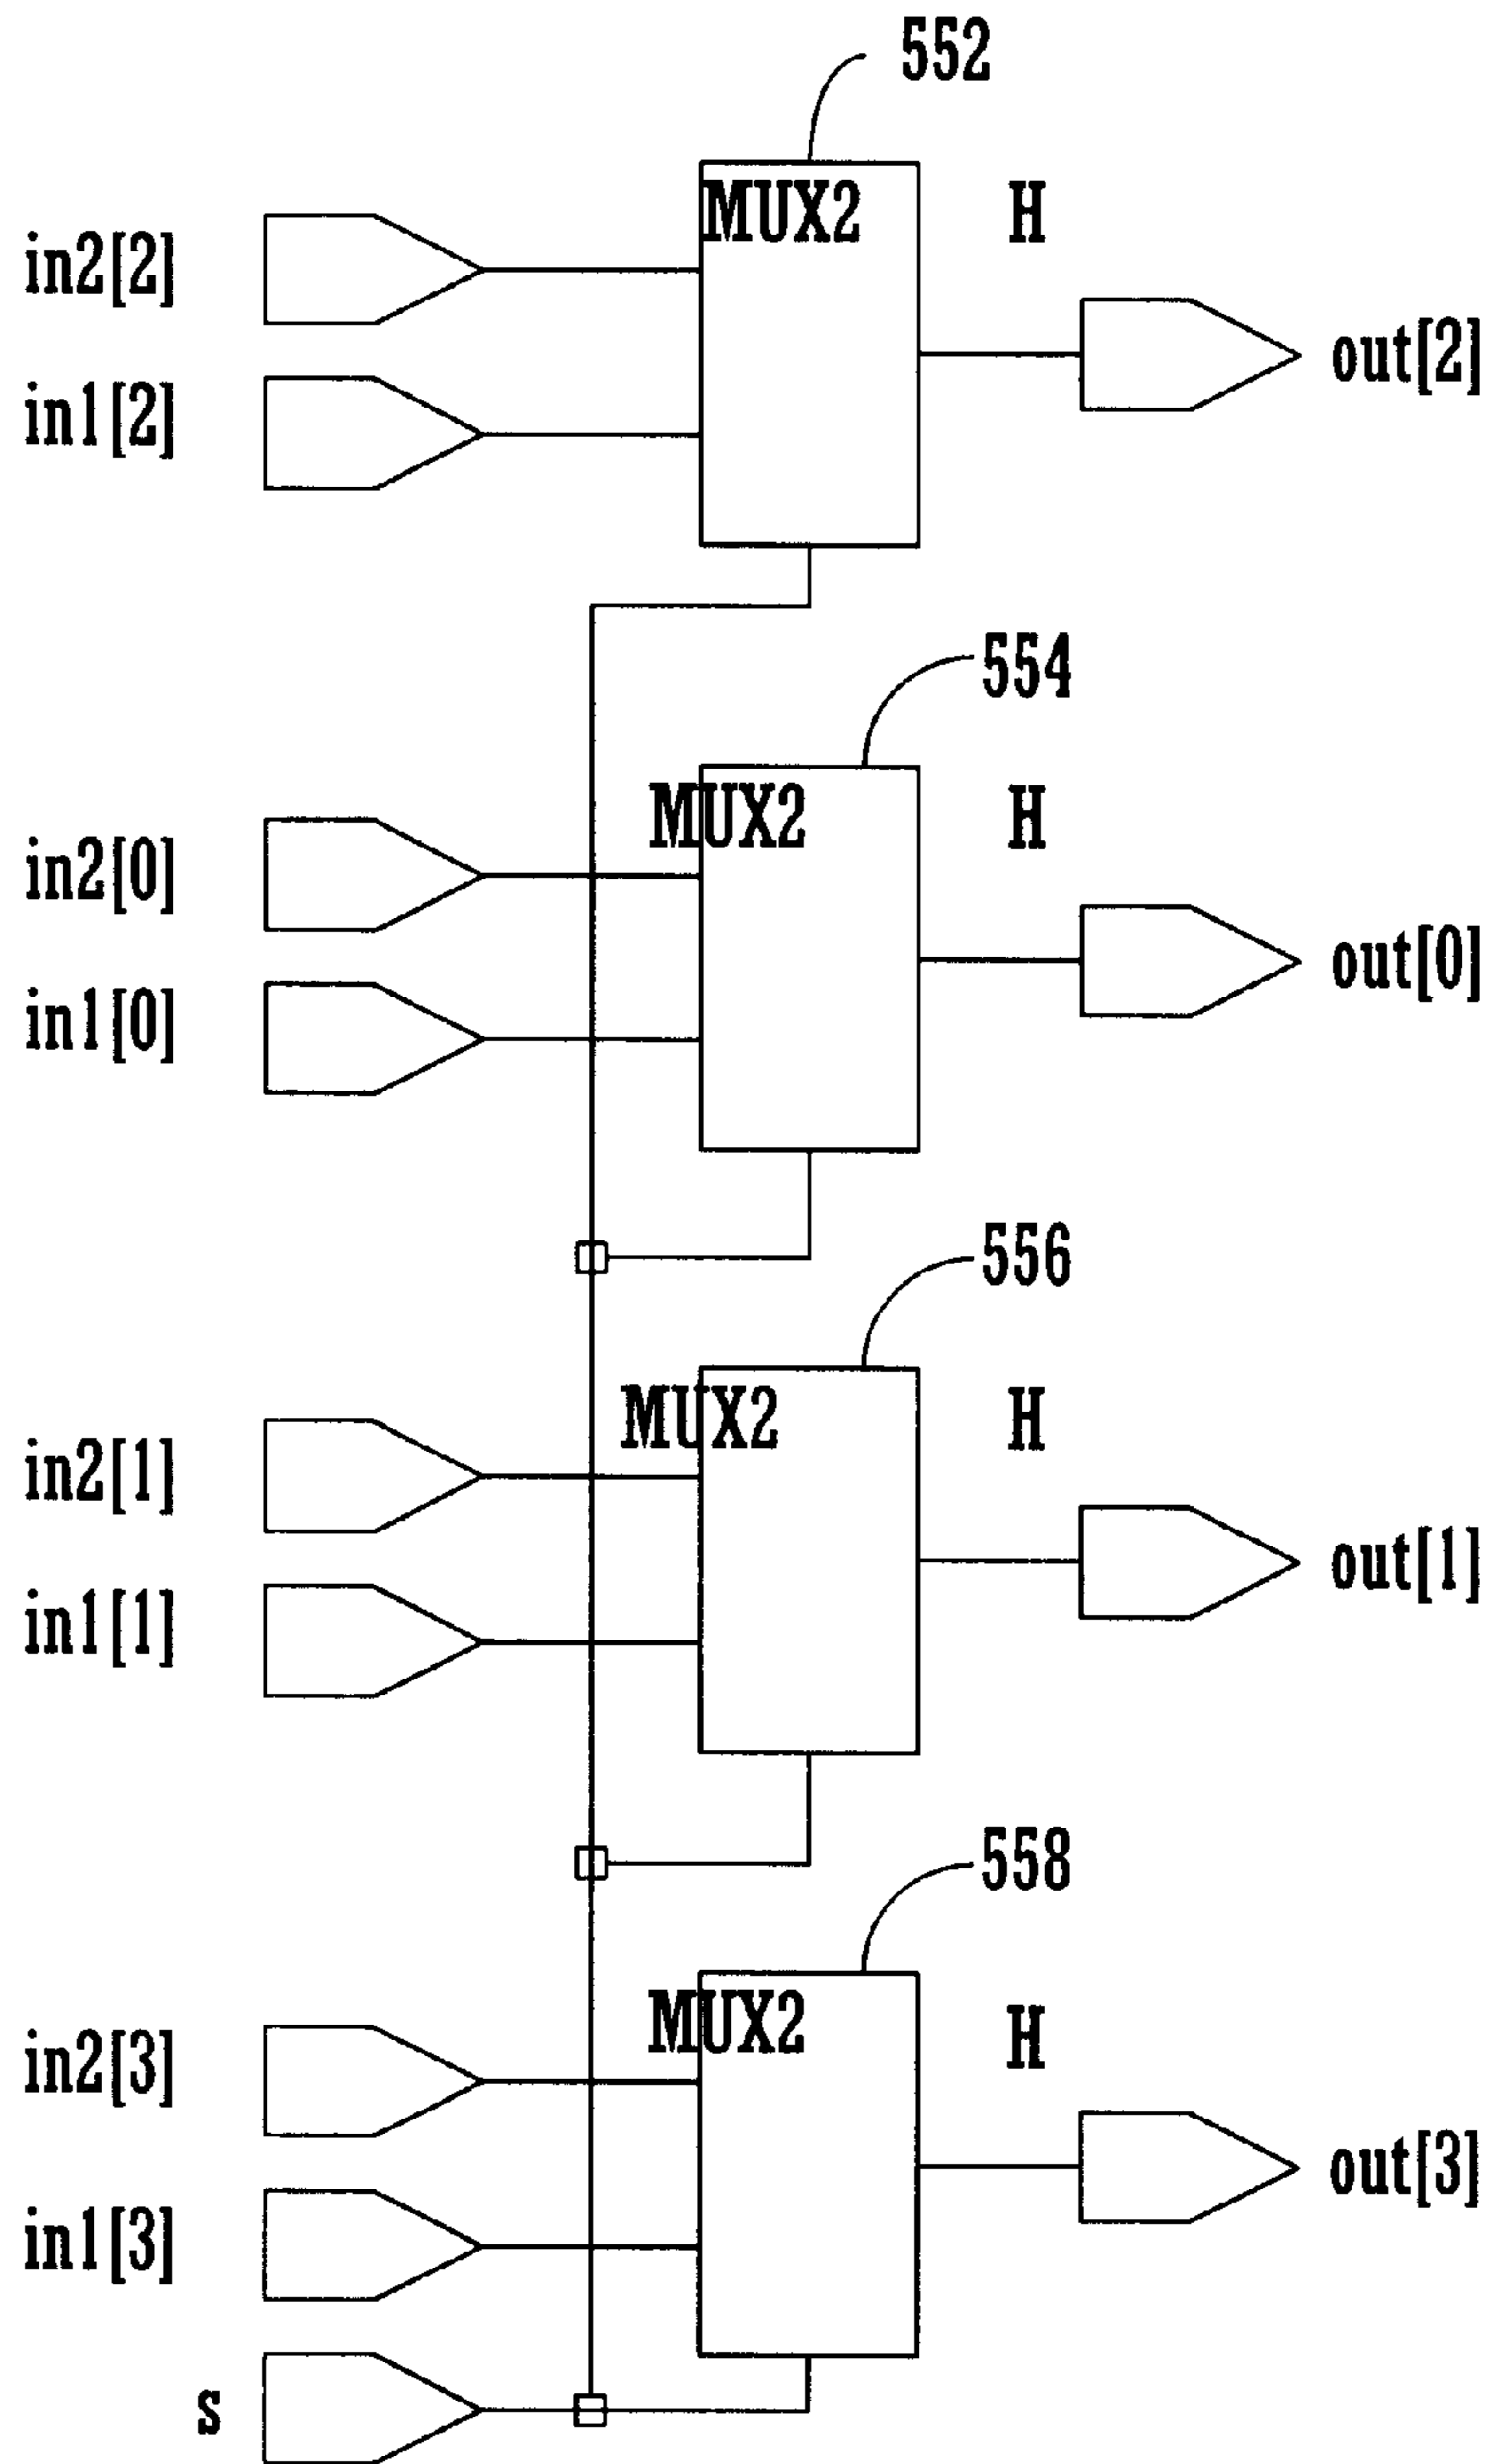 552
MUX2 H
in2[2]
out[2]
in1[2]
554
MUX2 H
in2[0]
out[0]
in1[0]
556
MUX2 H
in2[1]
out[1]
in1[1]
558
MUX2 H
in2[3]
out[3]
in1[3]
s